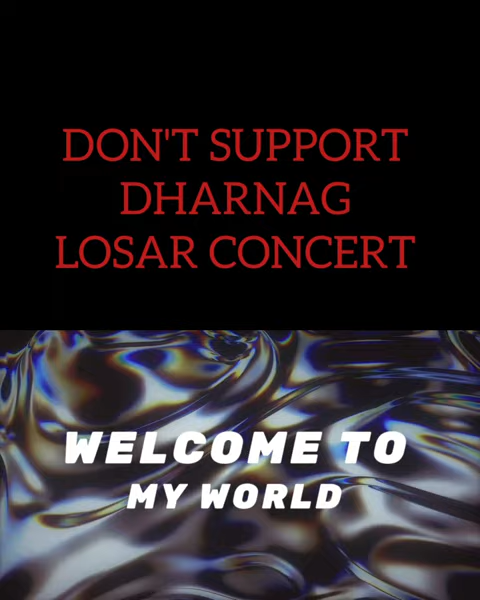 DON'T SUPPORT
DHARNAG
LOSAR CONCERT
WELCOME TO
MY WORLD